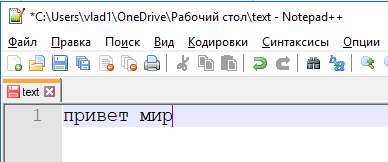 *C:\Users\vlad1\OneDrive\Рабочий стол\text - Notepad++
Файл Правка Поиск Вид Кодировки Синтаксисы Опции
text
1 привет мир